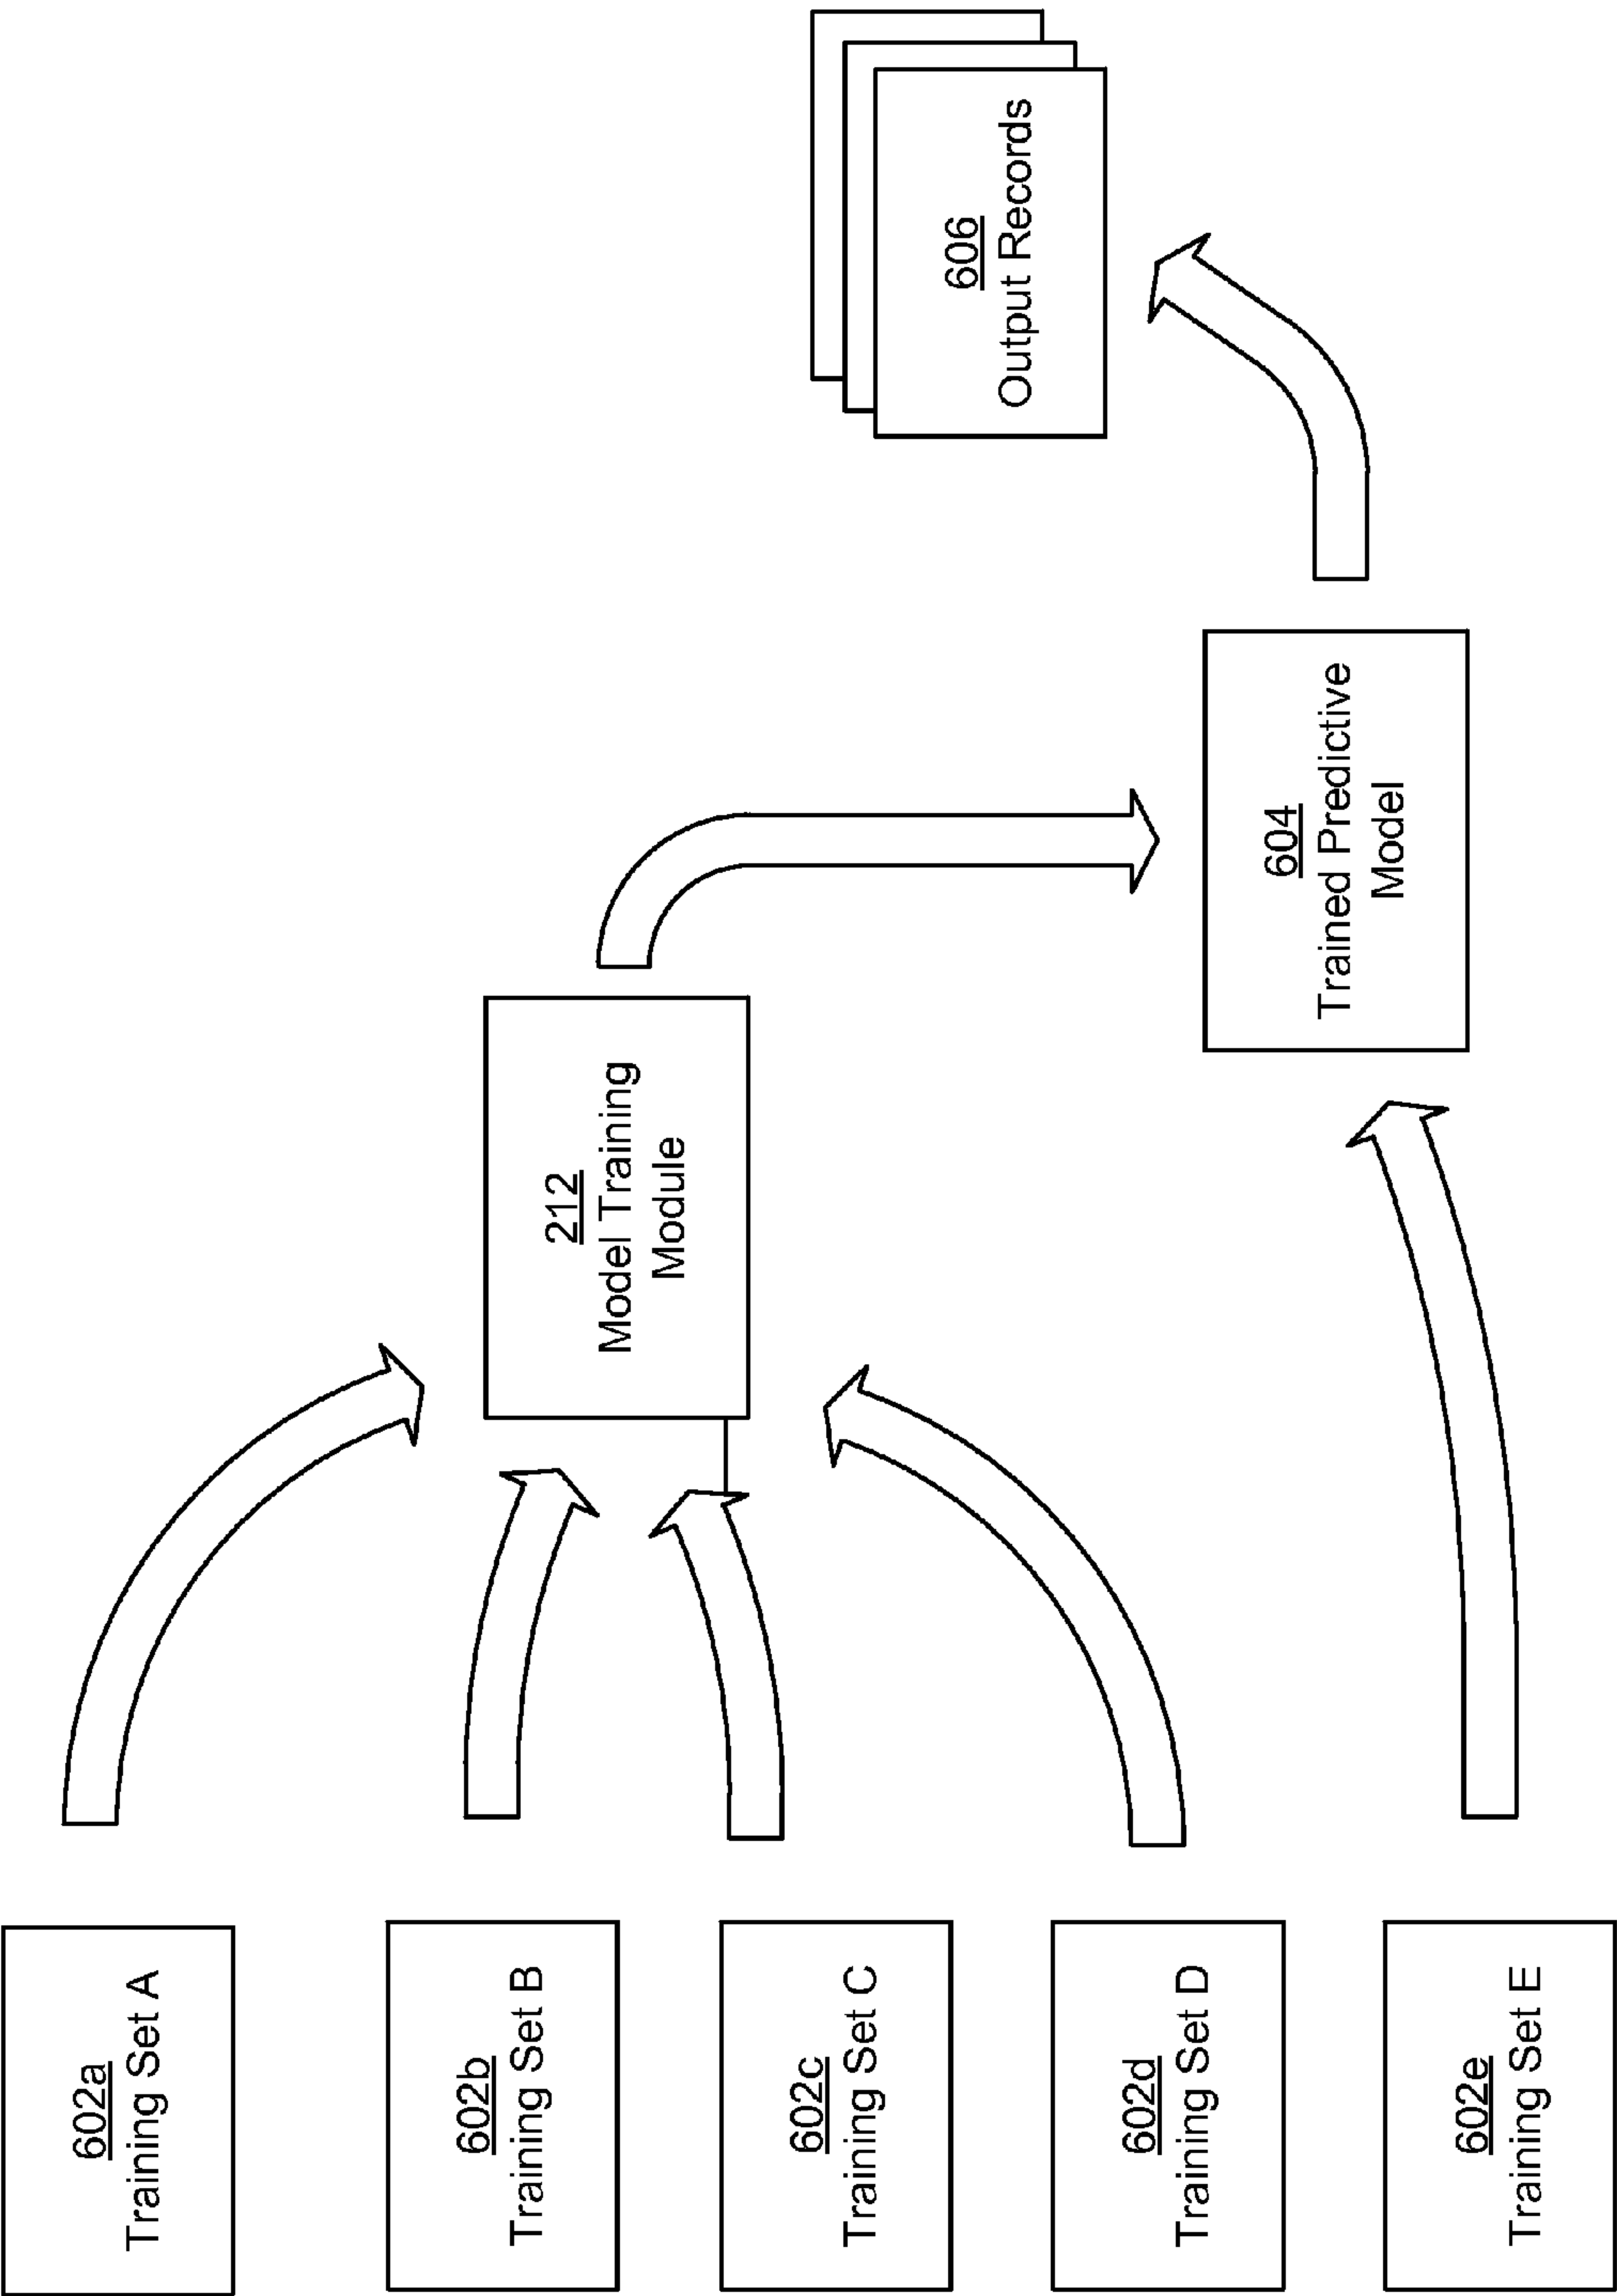 602a
Training Set A
602b
Training Set B
602c
Training Set C
602d
Training Set D
602e
Training Set E
212
Model Training
Module
604
Trained Predictive
Model
606
Output Records